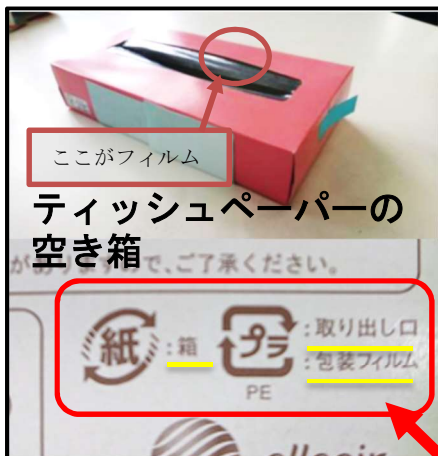 ここがフィルム
ティッシュペーパーの
空き箱
で、ご了承ください。
紙 :箱
プラ :取り出し口
:包装フィルム
PE
elleair